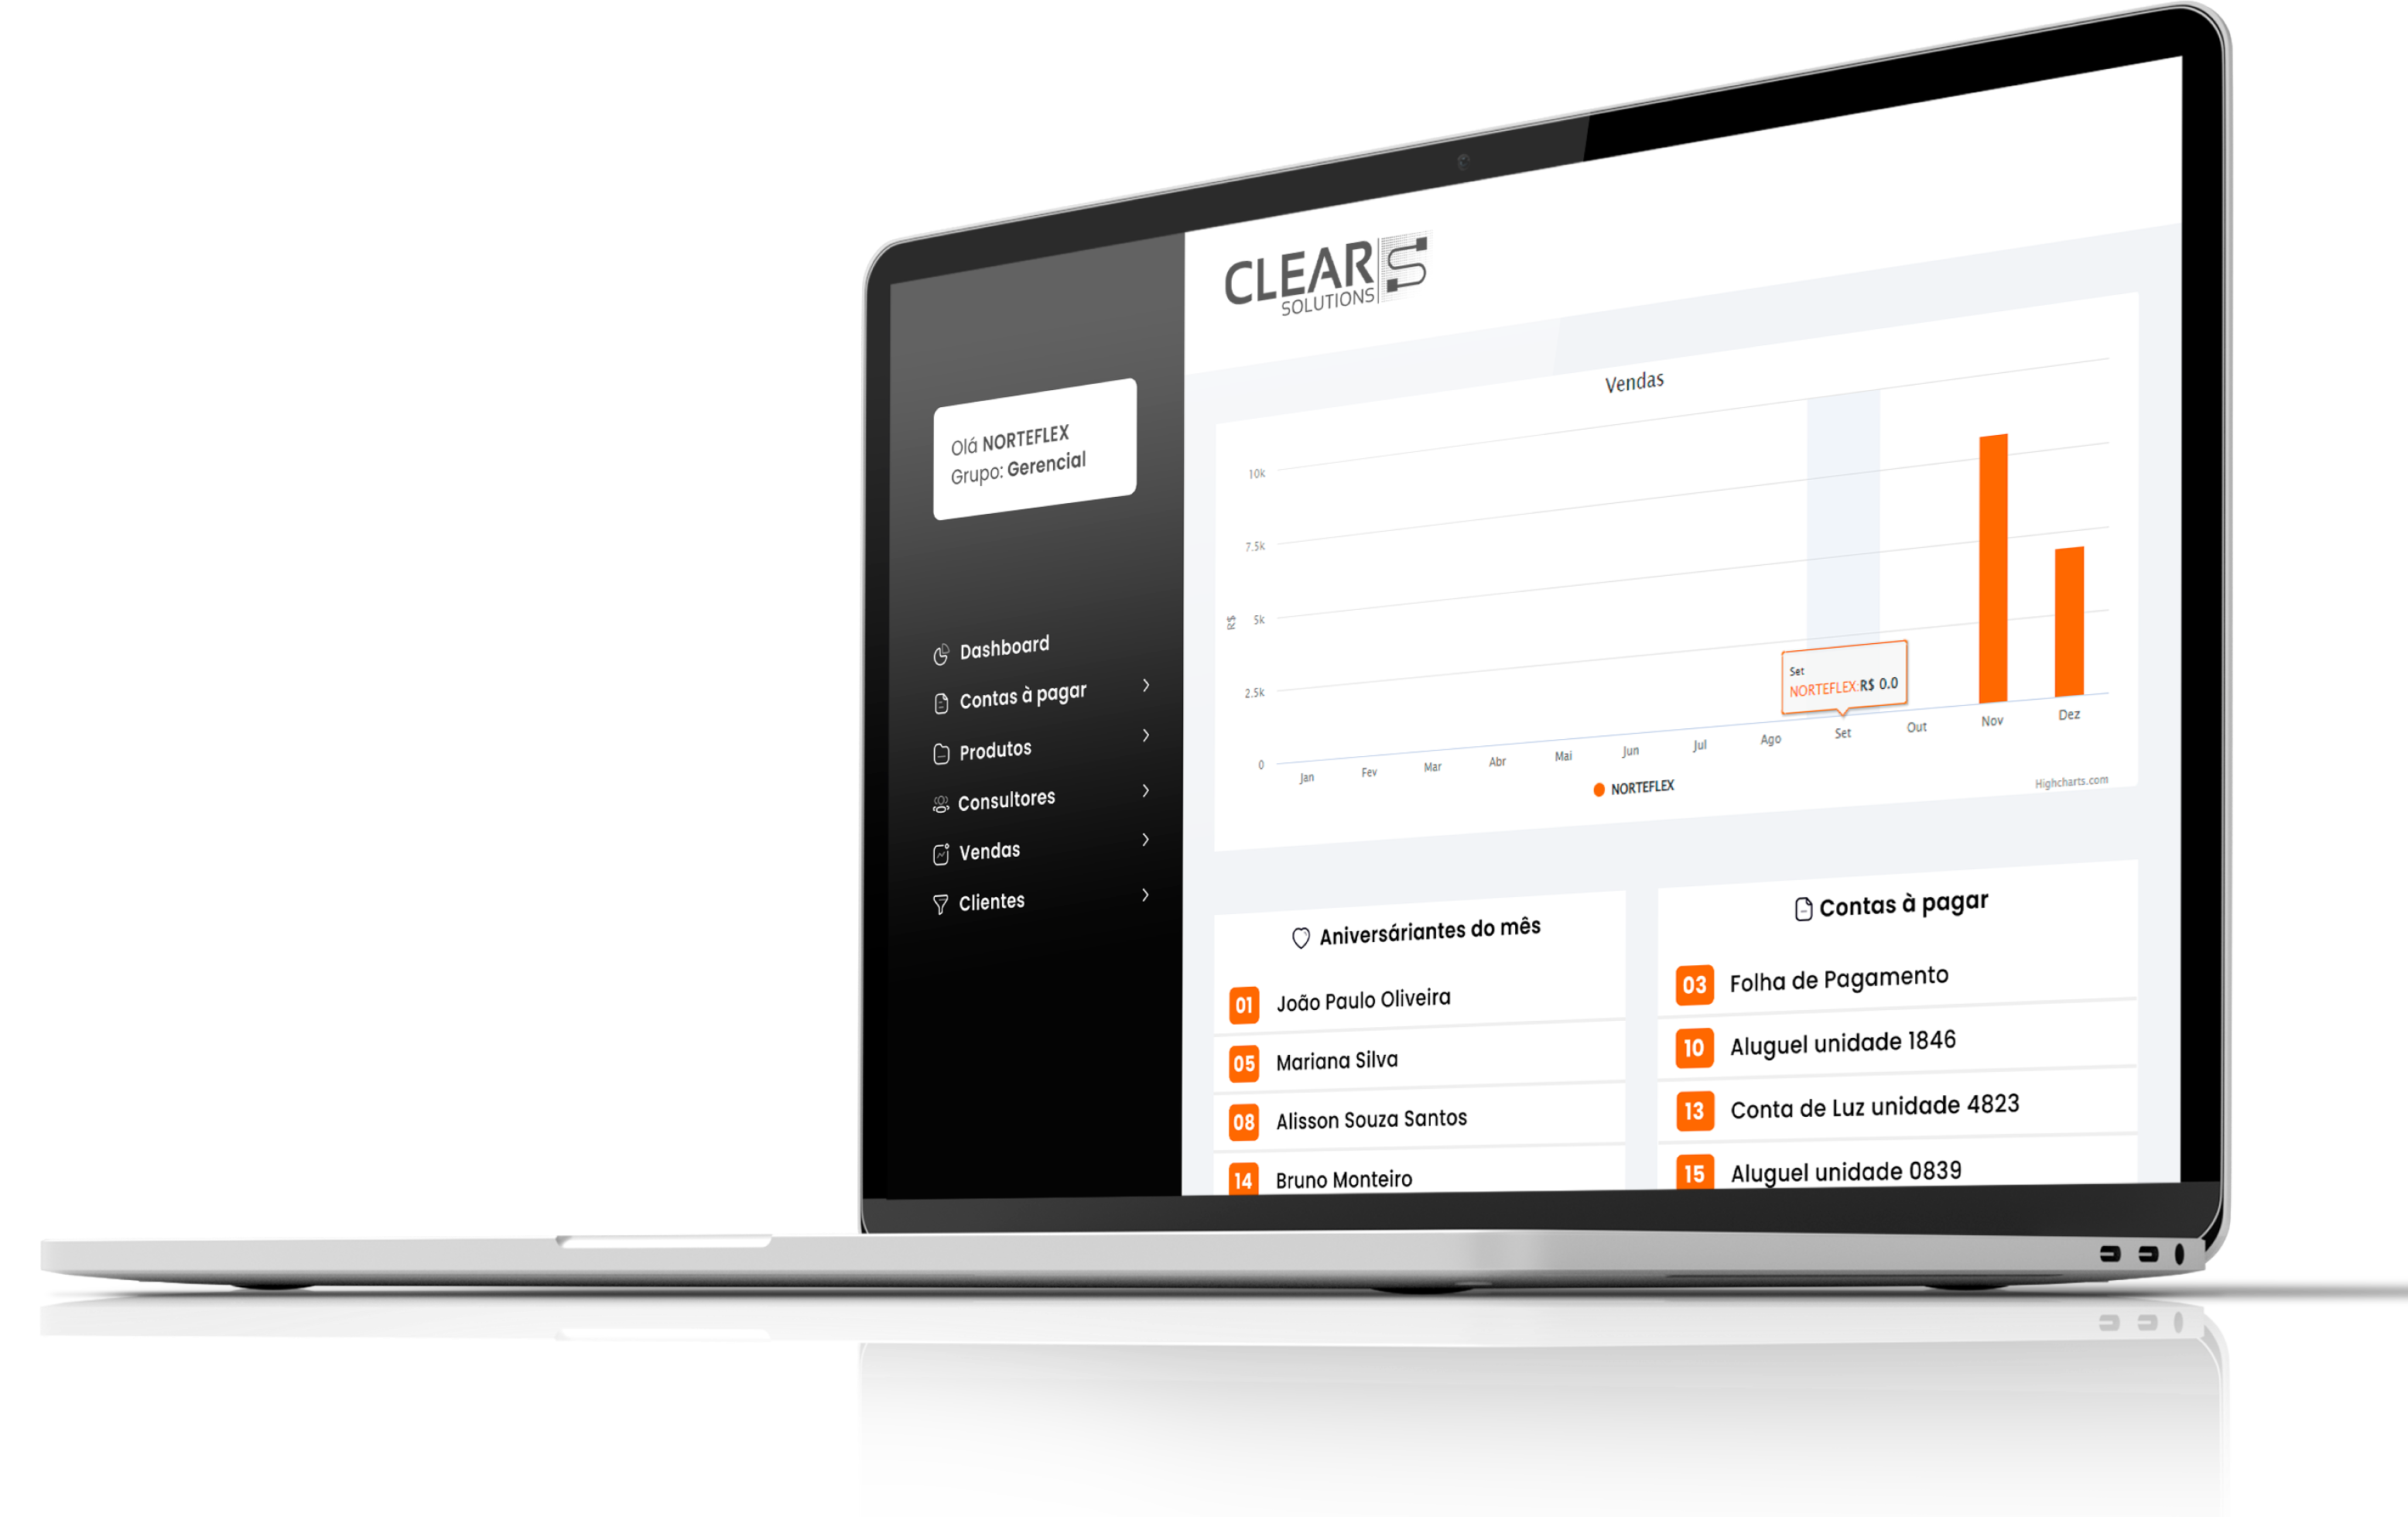 CLEAR
SOLUTIONS
Olá NORTEFLEX
Grupo: Gerencial
Dashboard
Contas à pagar
Produtos
Consultores
Vendas
Clientes
Vendas
10k
7.5k
5k
2.5k
0
R$
Set
NORTEFLEX:R$ 0.0
Jan
Fev
Mar
Abr
Mai
Jun
Jul
Ago
Set
Out
Nov
Dez
NORTEFLEX
Highcharts.com
Aniversáriantes do mês
01 João Paulo Oliveira
05 Mariana Silva
08 Alisson Souza Santos
14 Bruno Monteiro
Contas à pagar
03 Folha de Pagamento
10 Aluguel unidade 1846
13 Conta de Luz unidade 4823
15 Aluguel unidade 0839